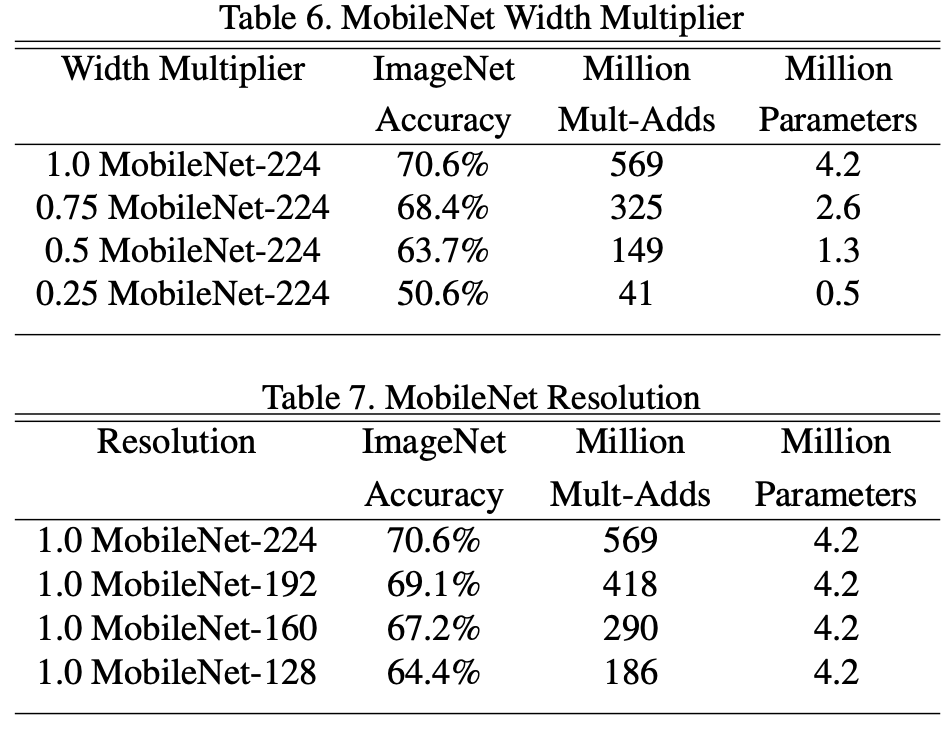 Table 6. MobileNet Width Multiplier
Width Multiplier ImageNet Million Million
Accuracy Mult-Adds Parameters
1.0 MobileNet-224 70.6% 569 4.2
0.75 MobileNet-224 68.4% 325 2.6
0.5 MobileNet-224 63.7% 149 1.3
0.25 MobileNet-224 50.6% 41 0.5
Table 7. MobileNet Resolution
Resolution ImageNet Million Million
Accuracy Mult-Adds Parameters
1.0 MobileNet-224 70.6% 569 4.2
1.0 MobileNet-192 69.1% 418 4.2
1.0 MobileNet-160 67.2% 290 4.2
1.0 MobileNet-128 64.4% 186 4.2